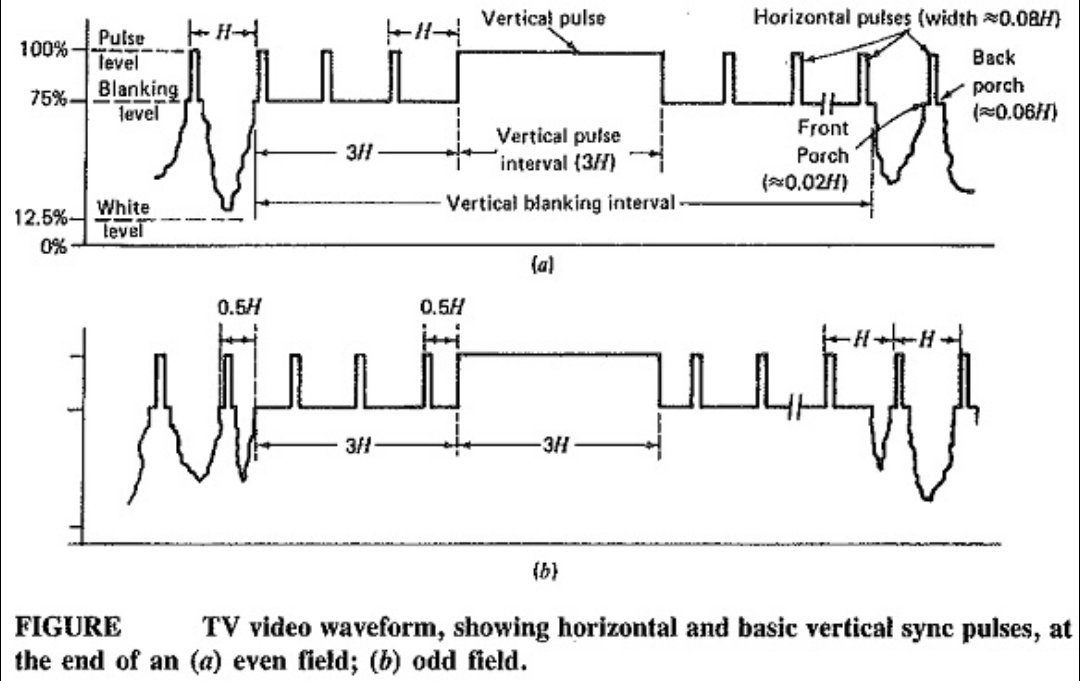 Vertical pulse
Horizontal pulses (width ≈0.08H)
H
H
100%
Pulse
level
Back
porch
(≈0.06H)
75%
Blanking
level
Front
Porch
(≈0.02H)
3H
Vertical pulse
interval (3H)
Vertical blanking interval
White
level
12.5%
0%
(a)
0.5H
0.5H
H
H
3H
3H
(b)
FIGURE TV video waveform, showing horizontal and basic vertical sync pulses, at
the end of an (a) even field; (b) odd field.